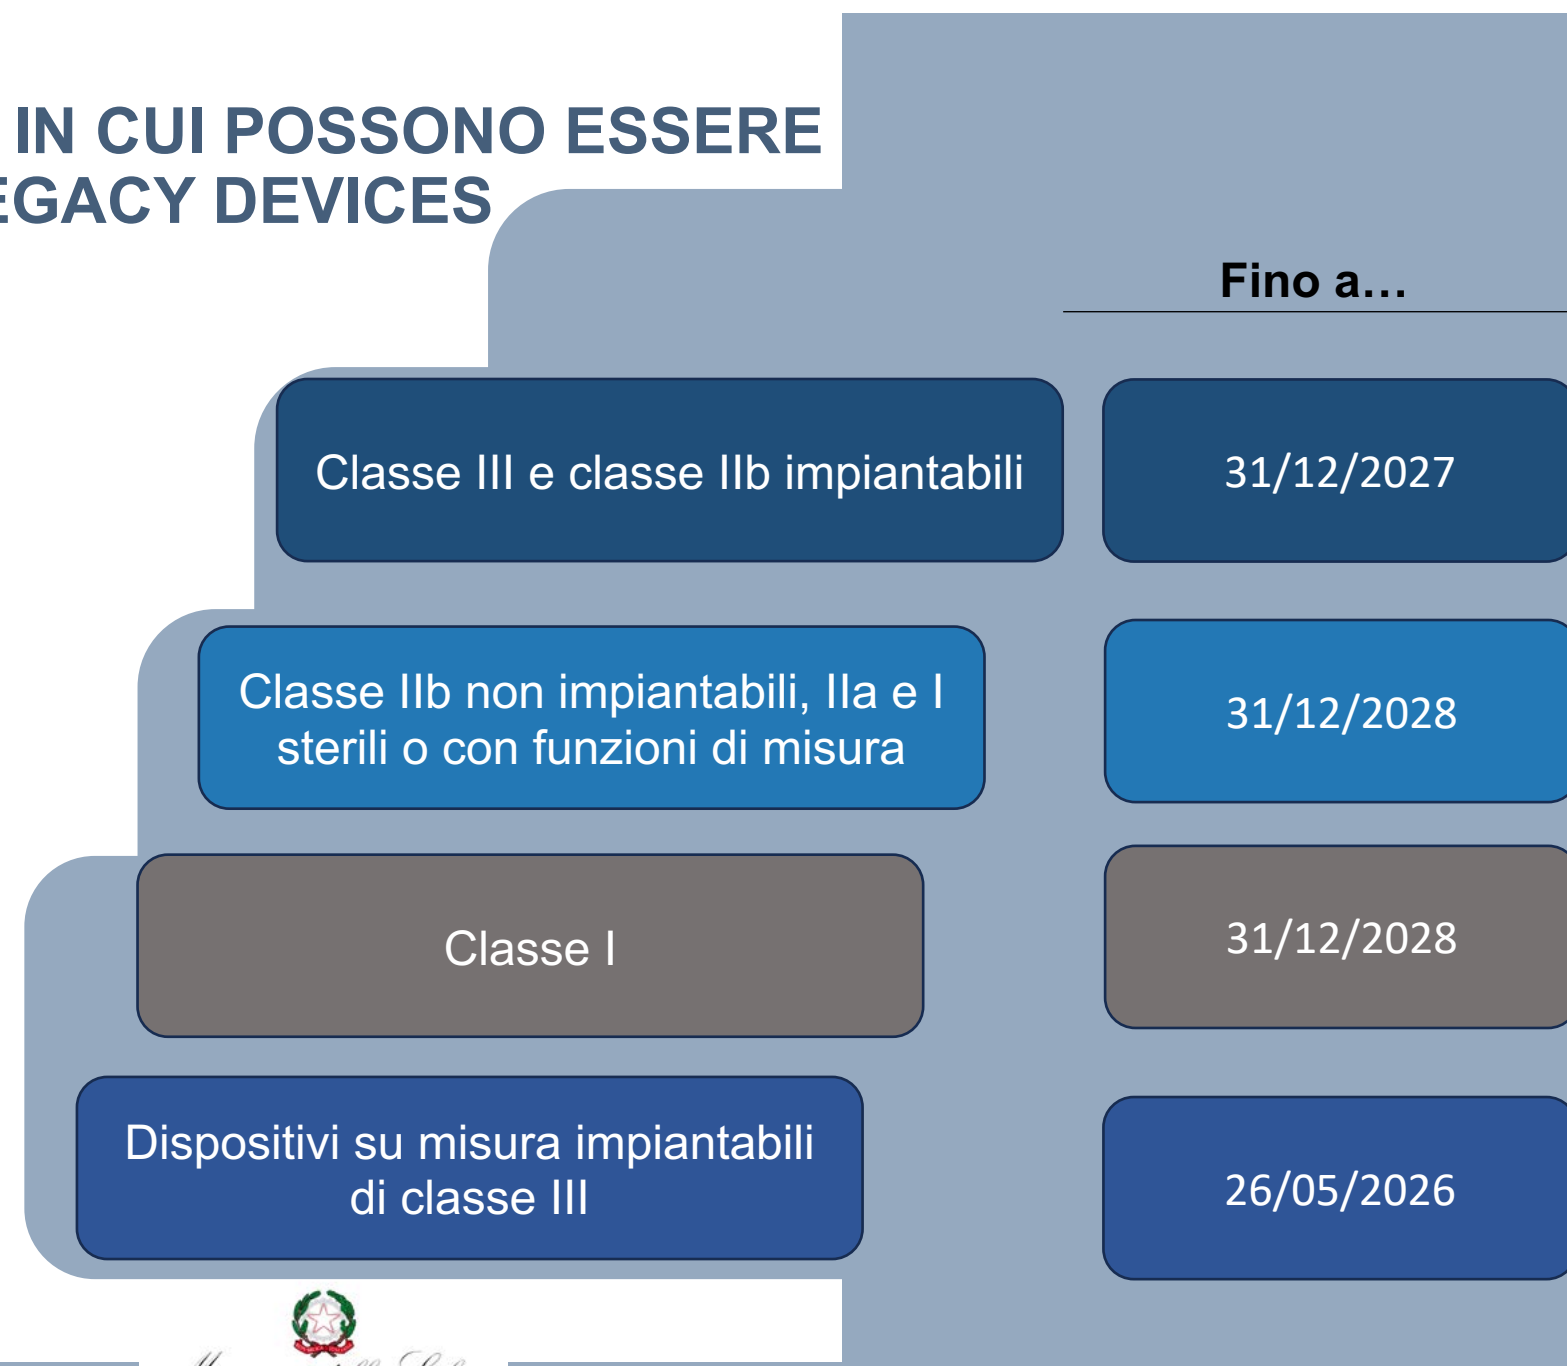 IN CUI POSSONO ESSERE
EGACY DEVICES
Fino a…
Classe III e classe IIb impiantabili
31/12/2027
Classe IIb non impiantabili, IIa e I
sterili o con funzioni di misura
31/12/2028
Classe I
31/12/2028
Dispositivi su misura impiantabili
di classe III
26/05/2026